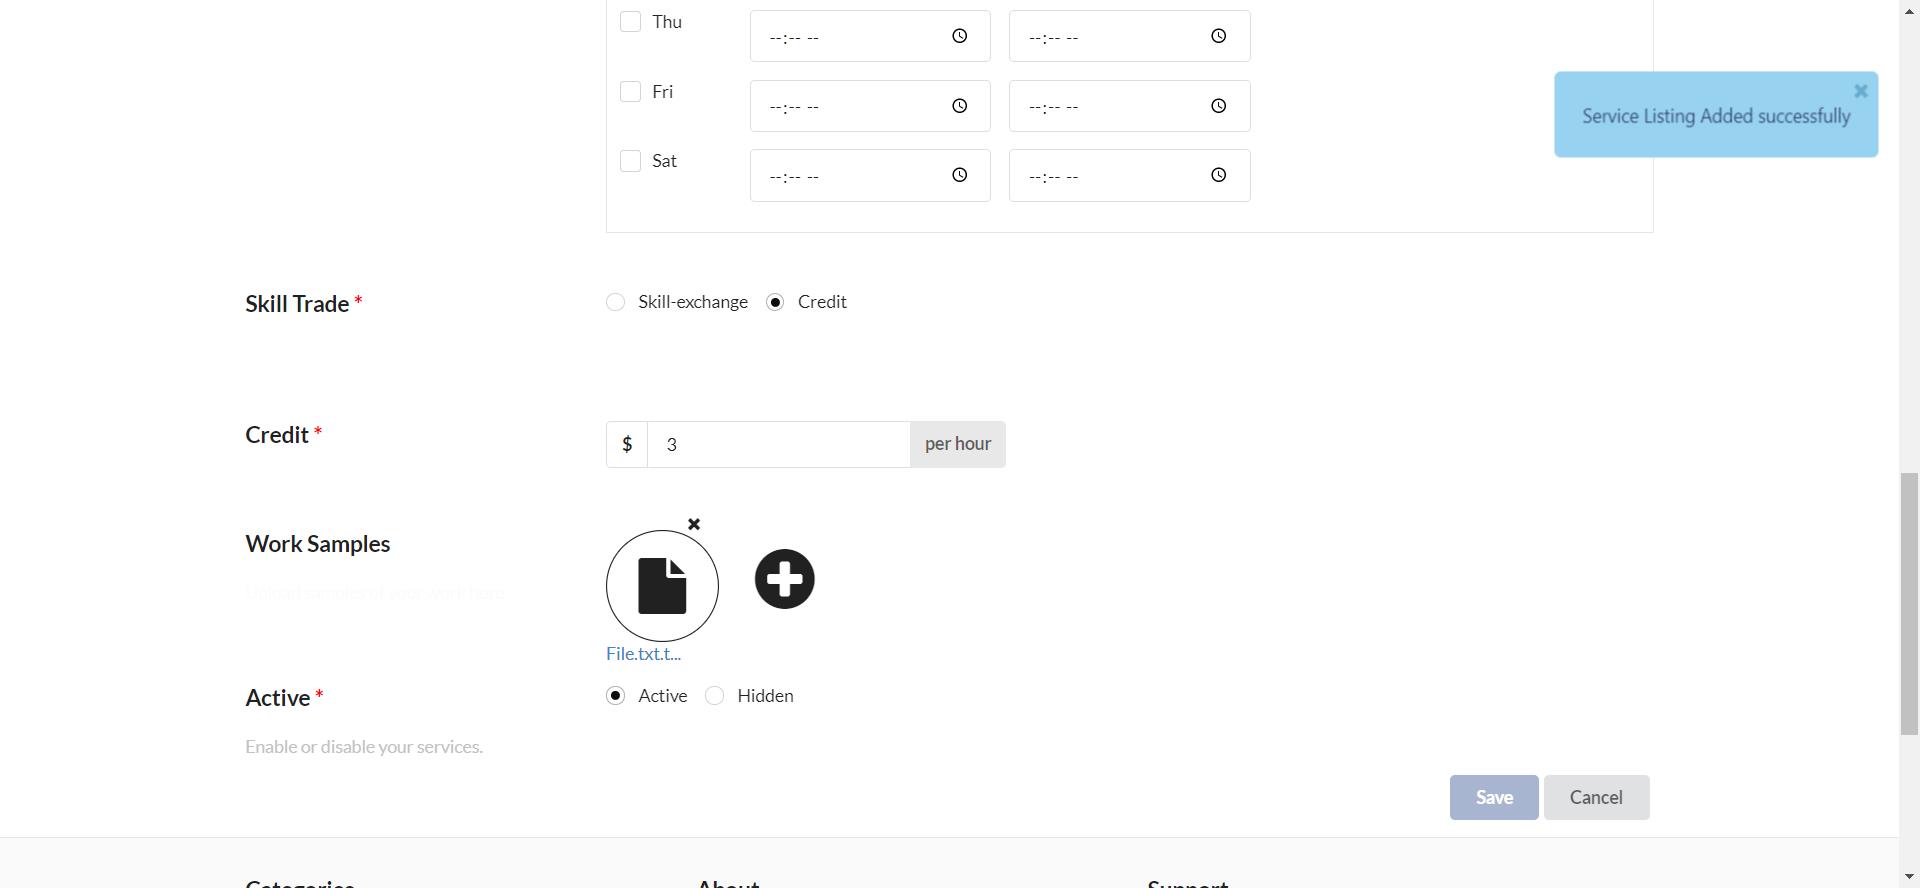 Thu --:-- -- --:-- --
Fri --:-- -- --:-- --
Service Listing Added successfully
Sat --:-- -- --:-- --
Skill Trade * Skill-exchange Credit
Credit * $ 3 per hour
Work Samples
Upload samples of your work here
File.txt.t...
Active * Active Hidden
Enable or disable your services.
Save Cancel
Categories About Support